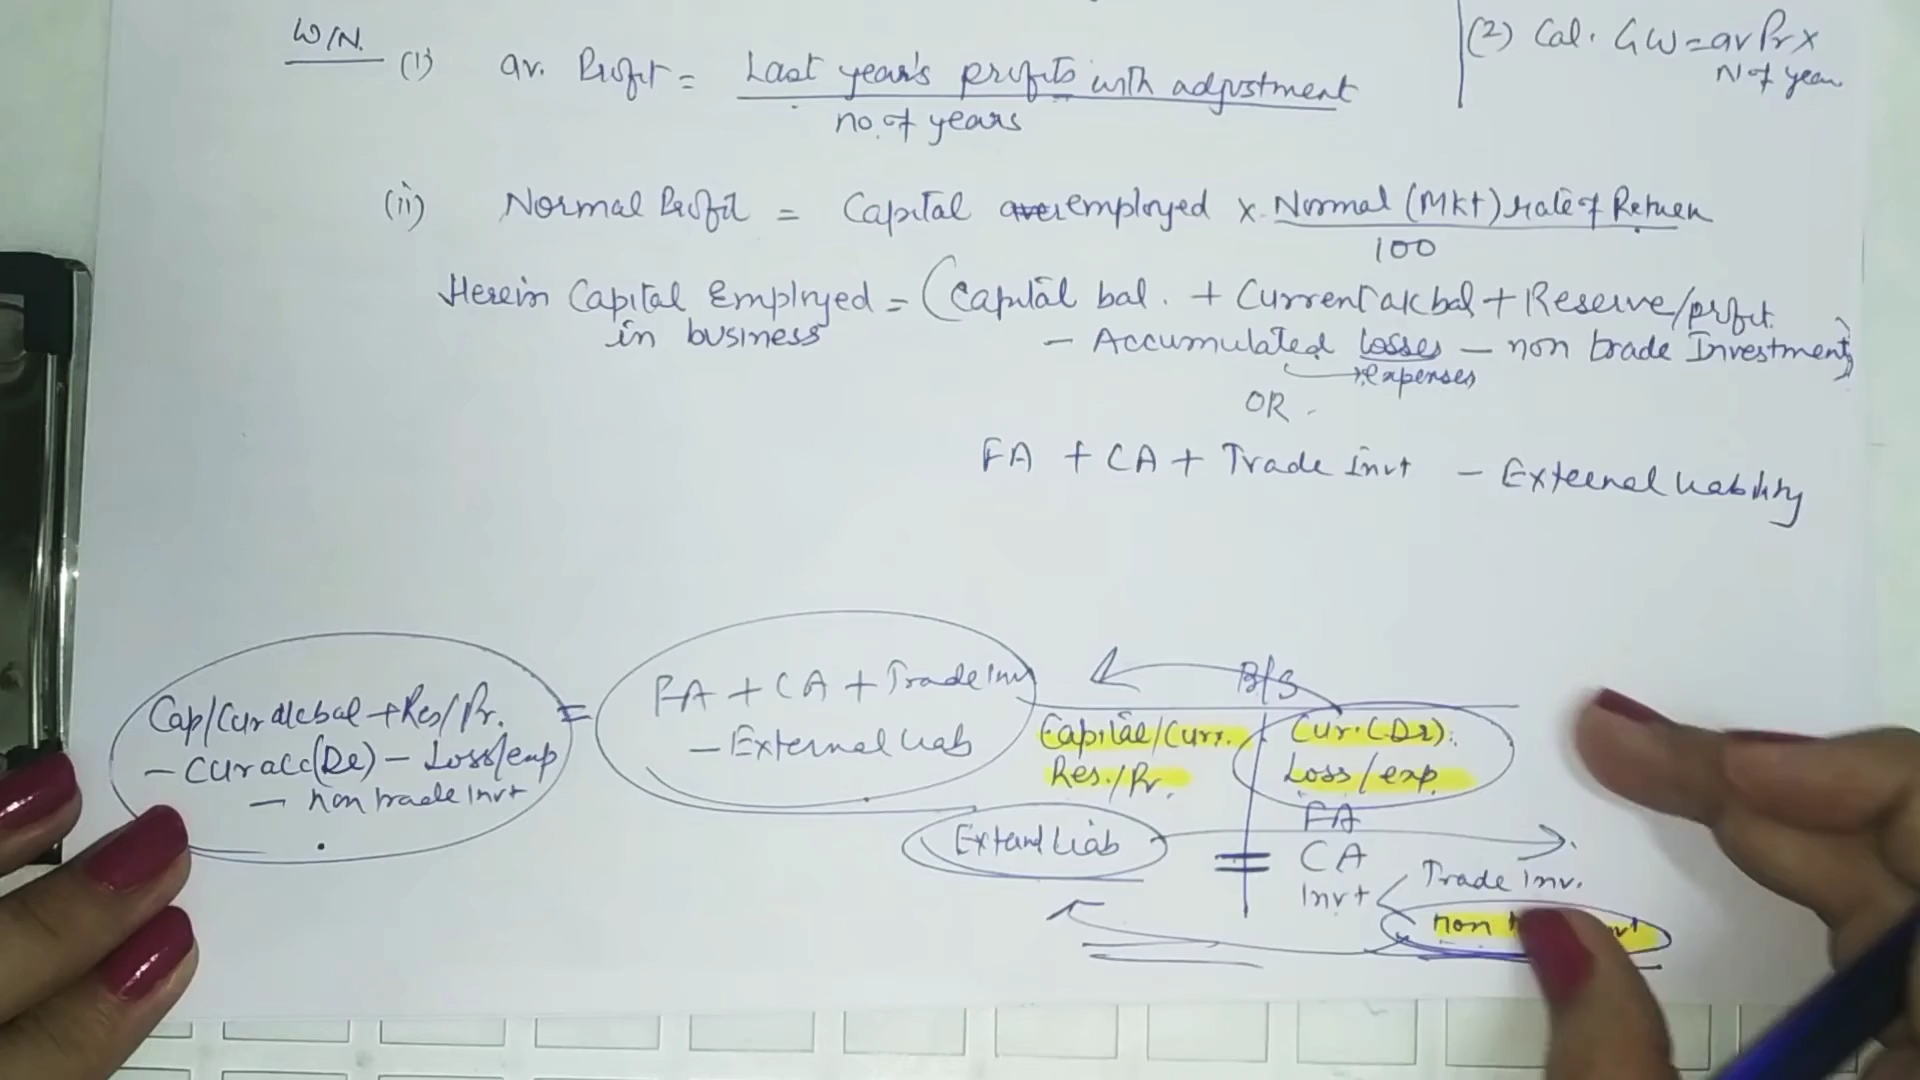 W/N.
(i) av. Profit = Last year's profits with adjustment
no. of years
(2) Cal. GW = av Pr x
N of year
(ii) Normal Profit = Capital employed x Normal (Mkt) rate of Return
100
Herein Capital Employed = (Capital bal. + Current a/c bal + Reserve/profit
in business
- Accumulated losses - non trade Investment)
→ expenses
OR
FA + CA + Trade invt - External liability
Cap/Cur a/c bal + Res/Pr.
- Cur acc (Dr) - Loss/exp
- non trade invt
=
FA + CA + Trade inv
- External liab
B/S
Capital/Curr.
Res./Pr.
External Liab
Cur. (Dr).
Loss/exp.
FA
CA
Invt
Trade inv.
non